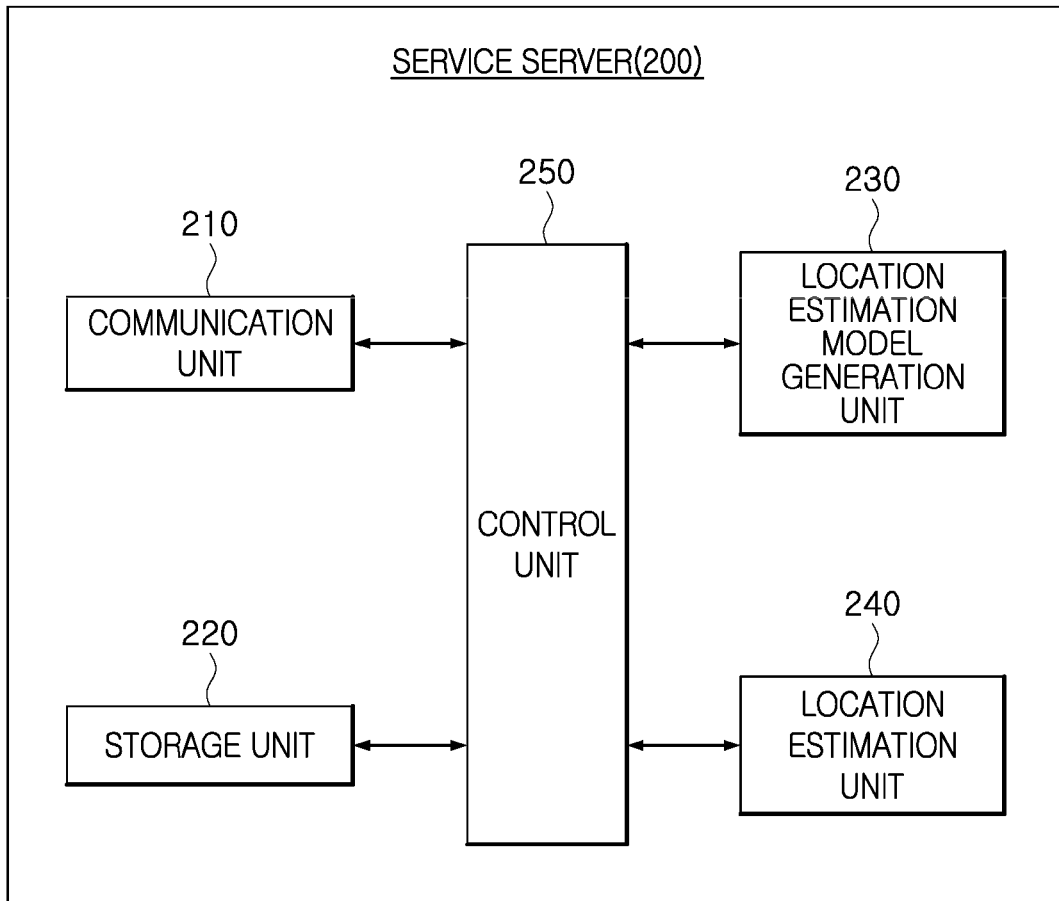 SERVICE SERVER(200)
210
COMMUNICATION
UNIT
220
STORAGE UNIT
250
CONTROL
UNIT
230
LOCATION
ESTIMATION
MODEL
GENERATION
UNIT
240
LOCATION
ESTIMATION
UNIT